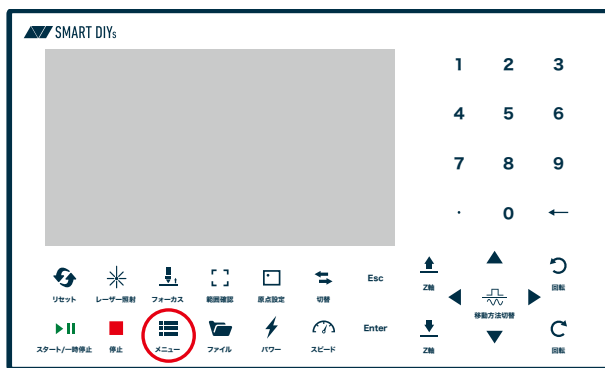 SMART DIYs
1 2 3
4 5 6
7 8 9
. 0 ←
リセット レーザー照射 フォーカス 範囲確認 原点設定 切替 Esc Z軸 回転
移動方法切替
スタート/一時停止 停止 メニュー ファイル パワー スピード Enter Z軸 回転